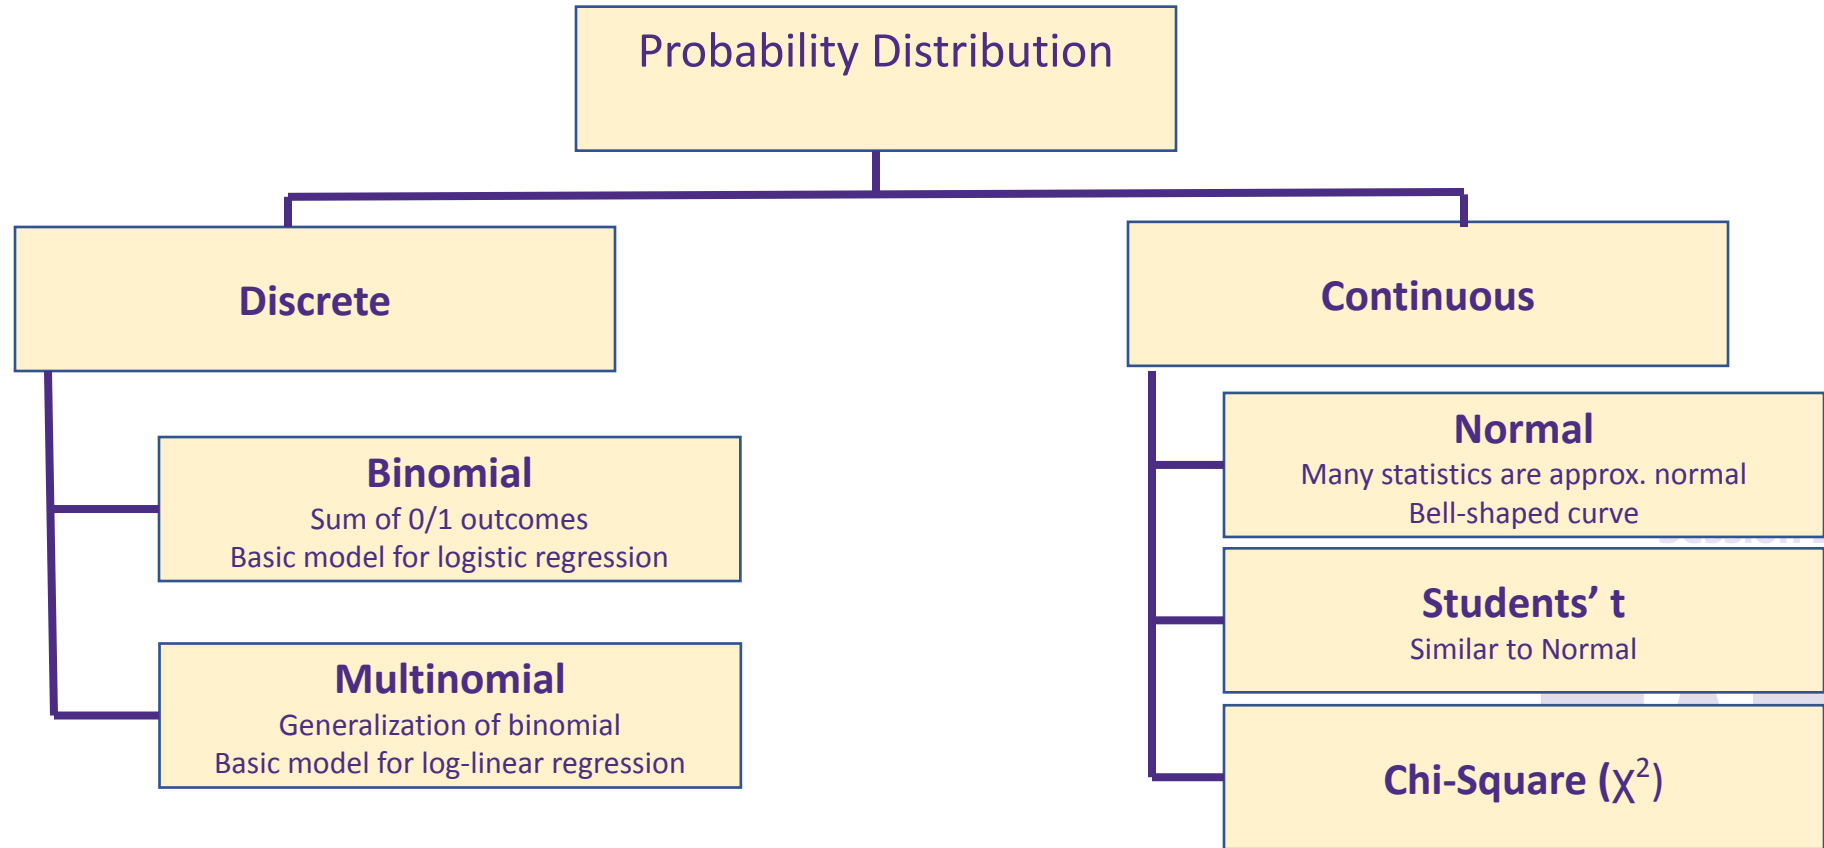 Probability Distribution
Discrete
Continuous
Binomial
Sum of 0/1 outcomes
Basic model for logistic regression
Multinomial
Generalization of binomial
Basic model for log-linear regression
Normal
Many statistics are approx. normal
Bell-shaped curve
Students’ t
Similar to Normal
Chi-Square (χ²)